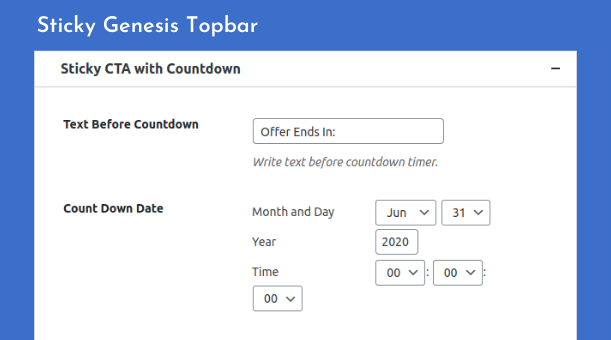 Sticky Genesis Topbar
Sticky CTA with Countdown
Text Before Countdown
Offer Ends In:
Write text before countdown timer.
Count Down Date
Month and Day Jun 31
Year 2020
Time 00 : 00 :
00